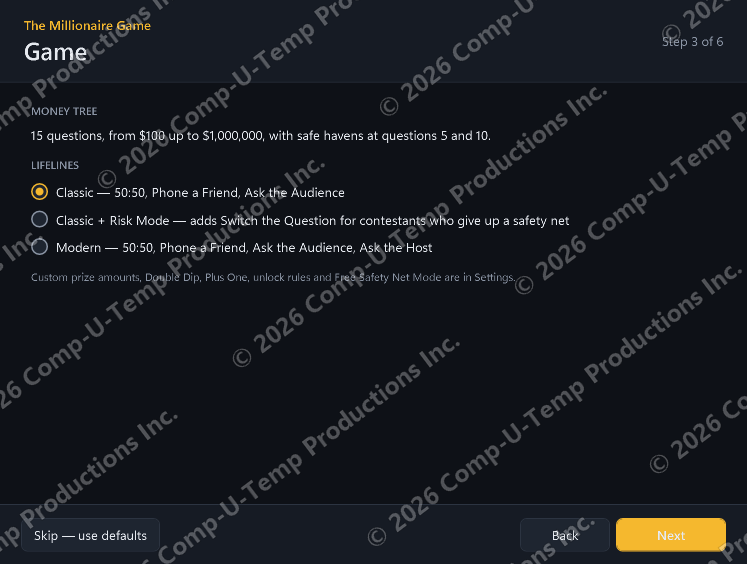 The Millionaire Game
Game
Step 3 of 6
MONEY TREE
15 questions, from $100 up to $1,000,000, with safe havens at questions 5 and 10.
LIFELINES
Classic — 50:50, Phone a Friend, Ask the Audience
Classic + Risk Mode — adds Switch the Question for contestants who give up a safety net
Modern — 50:50, Phone a Friend, Ask the Audience, Ask the Host
Custom prize amounts, Double Dip, Plus One, unlock rules and Free Safety Net Mode are in Settings.
Skip — use defaults
Back
Next
© 2026 Comp-U-Temp Productions Inc.